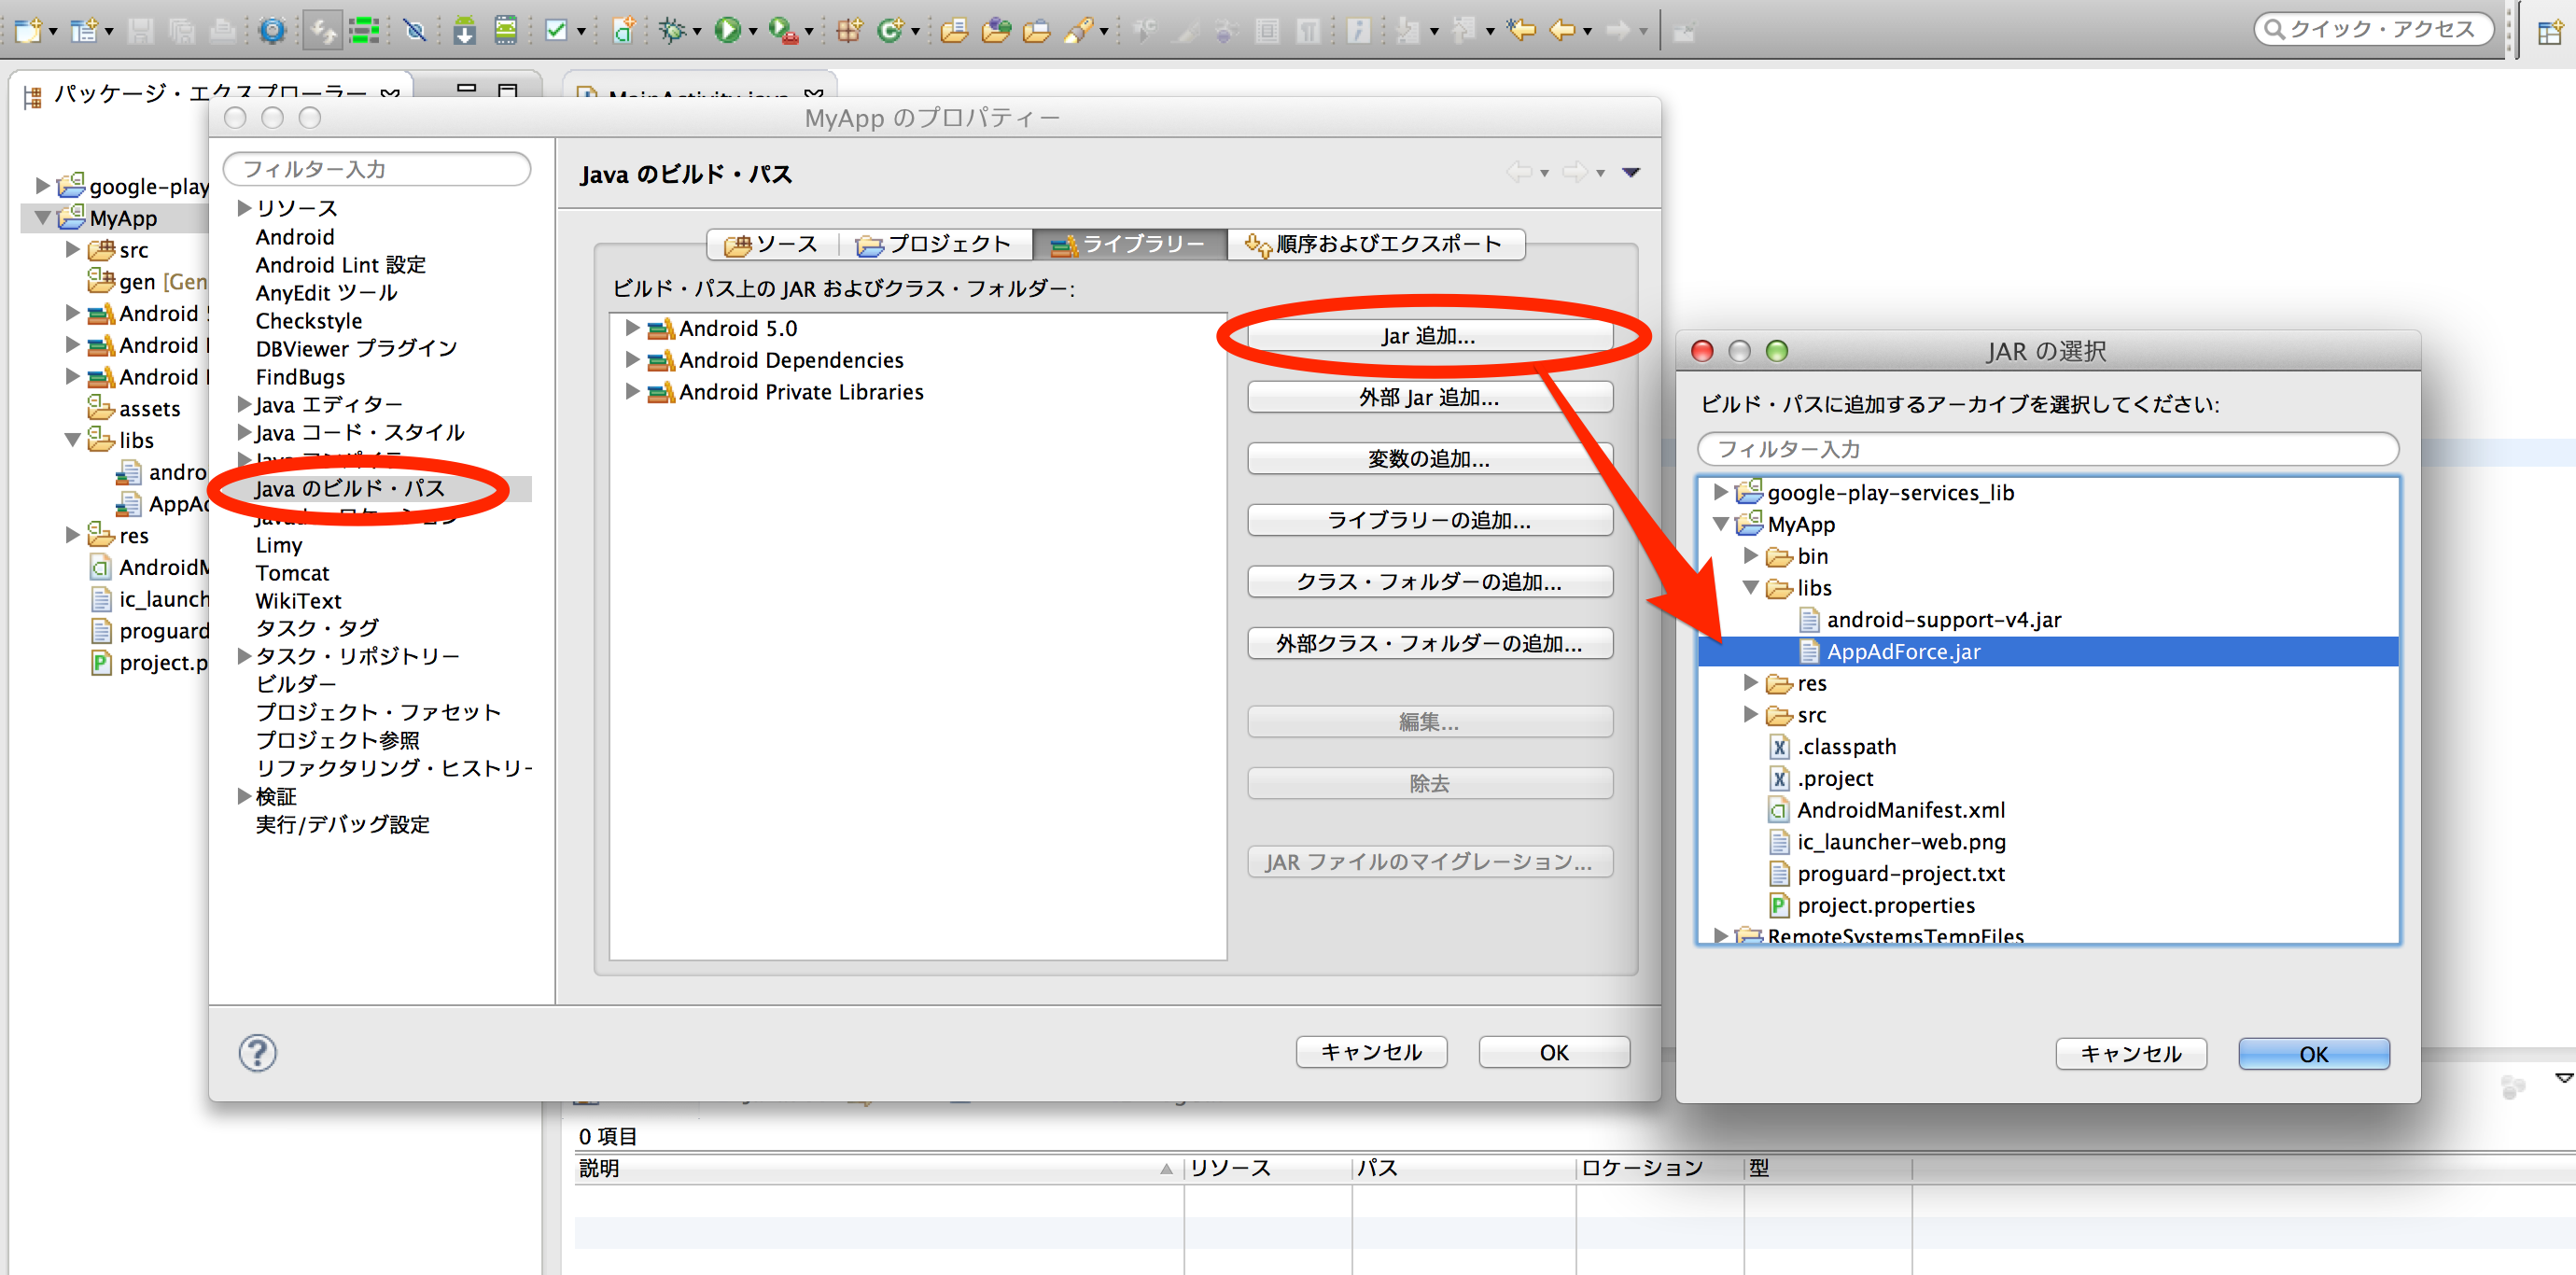 クイック・アクセス
パッケージ・エクスプローラー
MainActivity.java
google-play
MyApp
src
gen [Gen
Android
Android
Android
assets
libs
andro
AppAd
res
AndroidM
ic_launch
proguard
project.p
MyApp のプロパティー
フィルター入力
リソース
Android
Android Lint 設定
AnyEdit ツール
Checkstyle
DBViewer プラグイン
FindBugs
Java エディター
Java コード・スタイル
Java コンパイラー
Java のビルド・パス
Javadoc ロケーション
Limy
Tomcat
WikiText
タスク・タグ
タスク・リポジトリー
ビルダー
プロジェクト・ファセット
プロジェクト参照
リファクタリング・ヒストリー
検証
実行/デバッグ設定
Java のビルド・パス
ソース
プロジェクト
ライブラリー
順序およびエクスポート
ビルド・パス上の JAR およびクラス・フォルダー:
Android 5.0
Android Dependencies
Android Private Libraries
Jar 追加...
外部 Jar 追加...
変数の追加...
ライブラリーの追加...
クラス・フォルダーの追加...
外部クラス・フォルダーの追加...
編集...
除去
JAR ファイルのマイグレーション...
キャンセル
OK
JAR の選択
ビルド・パスに追加するアーカイブを選択してください:
フィルター入力
google-play-services_lib
MyApp
bin
libs
android-support-v4.jar
AppAdForce.jar
res
src
.classpath
.project
AndroidManifest.xml
ic_launcher-web.png
proguard-project.txt
project.properties
RemoteSystemsTempFiles
キャンセル
OK
0 項目
説明
リソース
パス
ロケーション
型